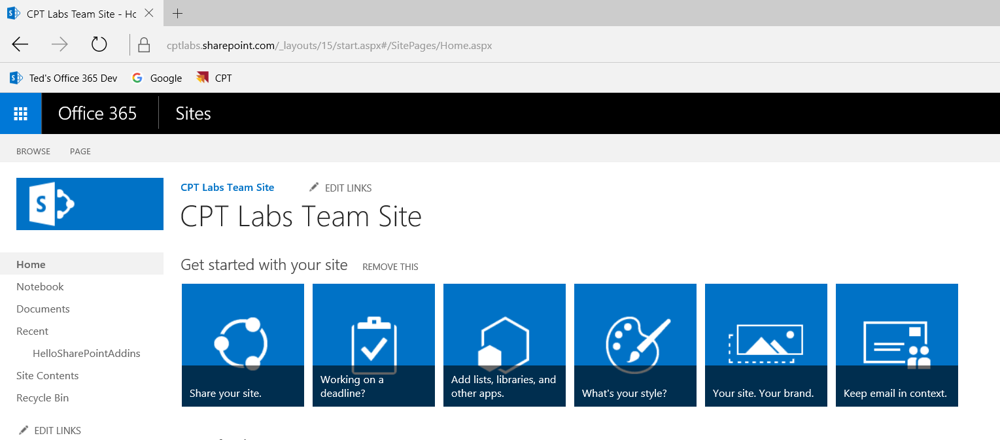 CPT Labs Team Site - Hc
cptlabs.sharepoint.com/_layouts/15/start.aspx#/SitePages/Home.aspx
Ted's Office 365 Dev
Google
CPT
Office 365
Sites
BROWSE
PAGE
S
CPT Labs Team Site
EDIT LINKS
CPT Labs Team Site
Home
Notebook
Documents
Recent
HelloSharePointAddins
Site Contents
Recycle Bin
EDIT LINKS
Get started with your site
REMOVE THIS
Share your site.
Working on a
deadline?
Add lists, libraries, and
other apps.
What's your style?
Your site. Your brand.
Keep email in context.